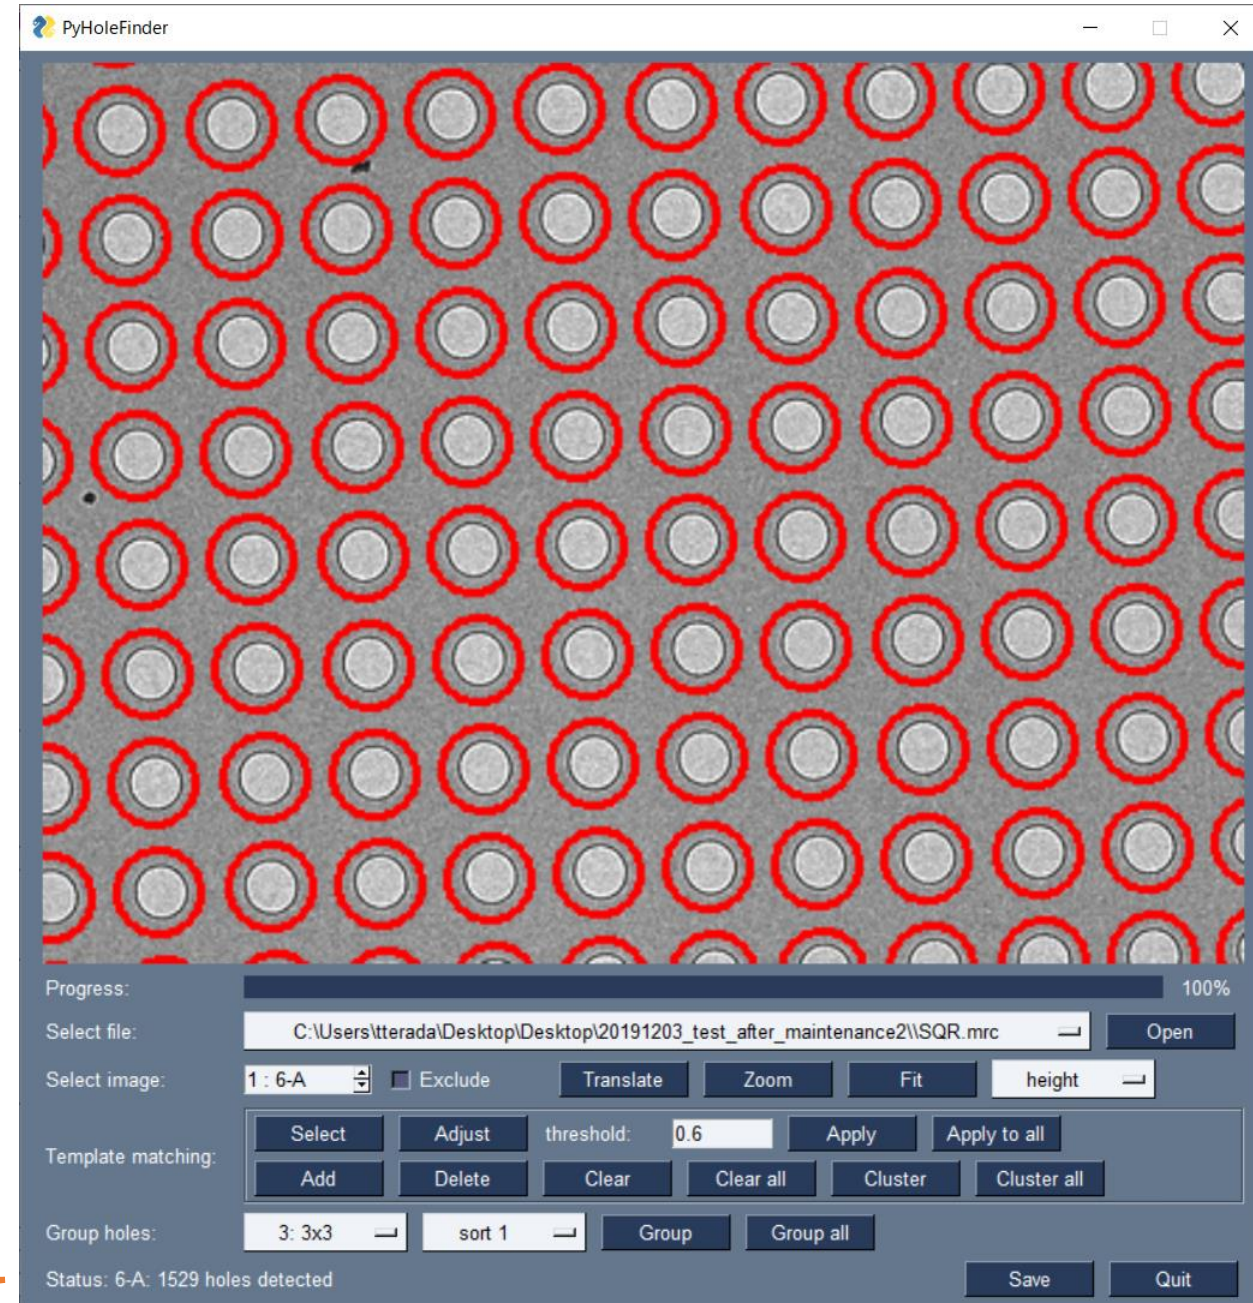 PyHoleFinder
Progress: 100%
Select file: C:\Users\tterada\Desktop\Desktop\20191203_test_after_maintenance2\\SQR.mrc Open
Select image: 1 : 6-A Exclude Translate Zoom Fit height
Template matching: Select Adjust threshold: 0.6 Apply Apply to all
Add Delete Clear Clear all Cluster Cluster all
Group holes: 3: 3x3 sort 1 Group Group all
Status: 6-A: 1529 holes detected Save Quit